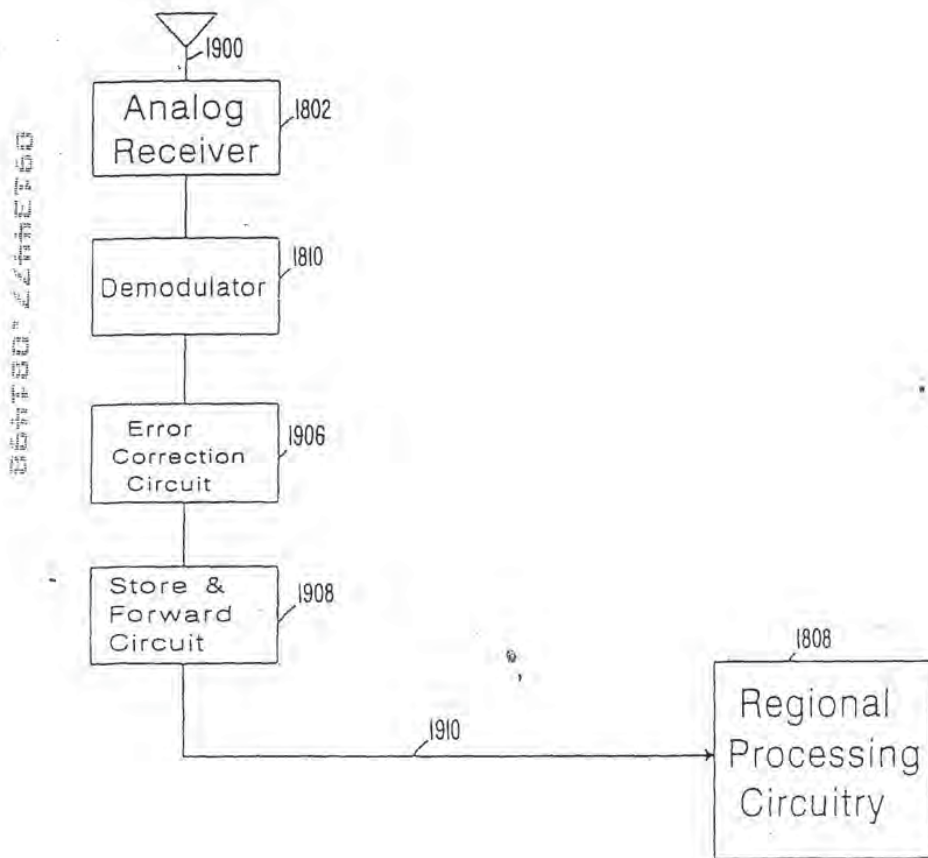 1900
Analog
Receiver
1802
Demodulator
1810
Error
Correction
Circuit
1906
Store &
Forward
Circuit
1908
1910
1808
Regional
Processing
Circuitry